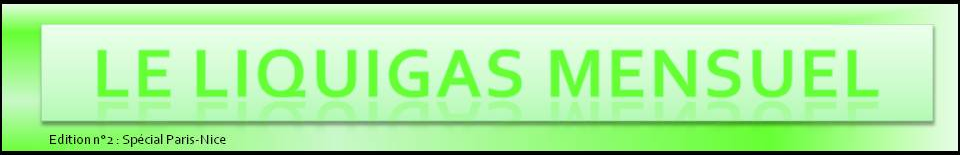 LE LIQUIGAS MENSUEL
Edition n°2 : Spécial Paris-Nice